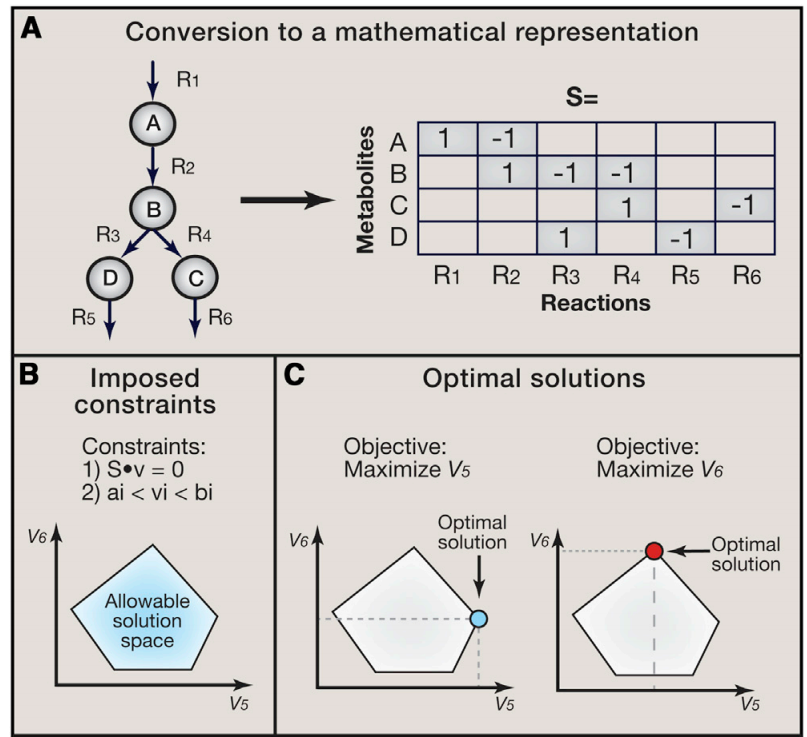 A
Conversion to a mathematical representation
R1
A
R2
B
R3
R4
D
C
R5
R6
S=
Metabolites
A 1 -1
B 1 -1 -1
C 1 -1
D 1 -1
R1 R2 R3 R4 R5 R6
Reactions
B
Imposed
constraints
Constraints:
1) S•v = 0
2) ai < vi < bi
V6
Allowable
solution
space
V5
C
Optimal solutions
Objective:
Maximize V5
V6
Optimal
solution
V5
Objective:
Maximize V6
V6
Optimal
solution
V5